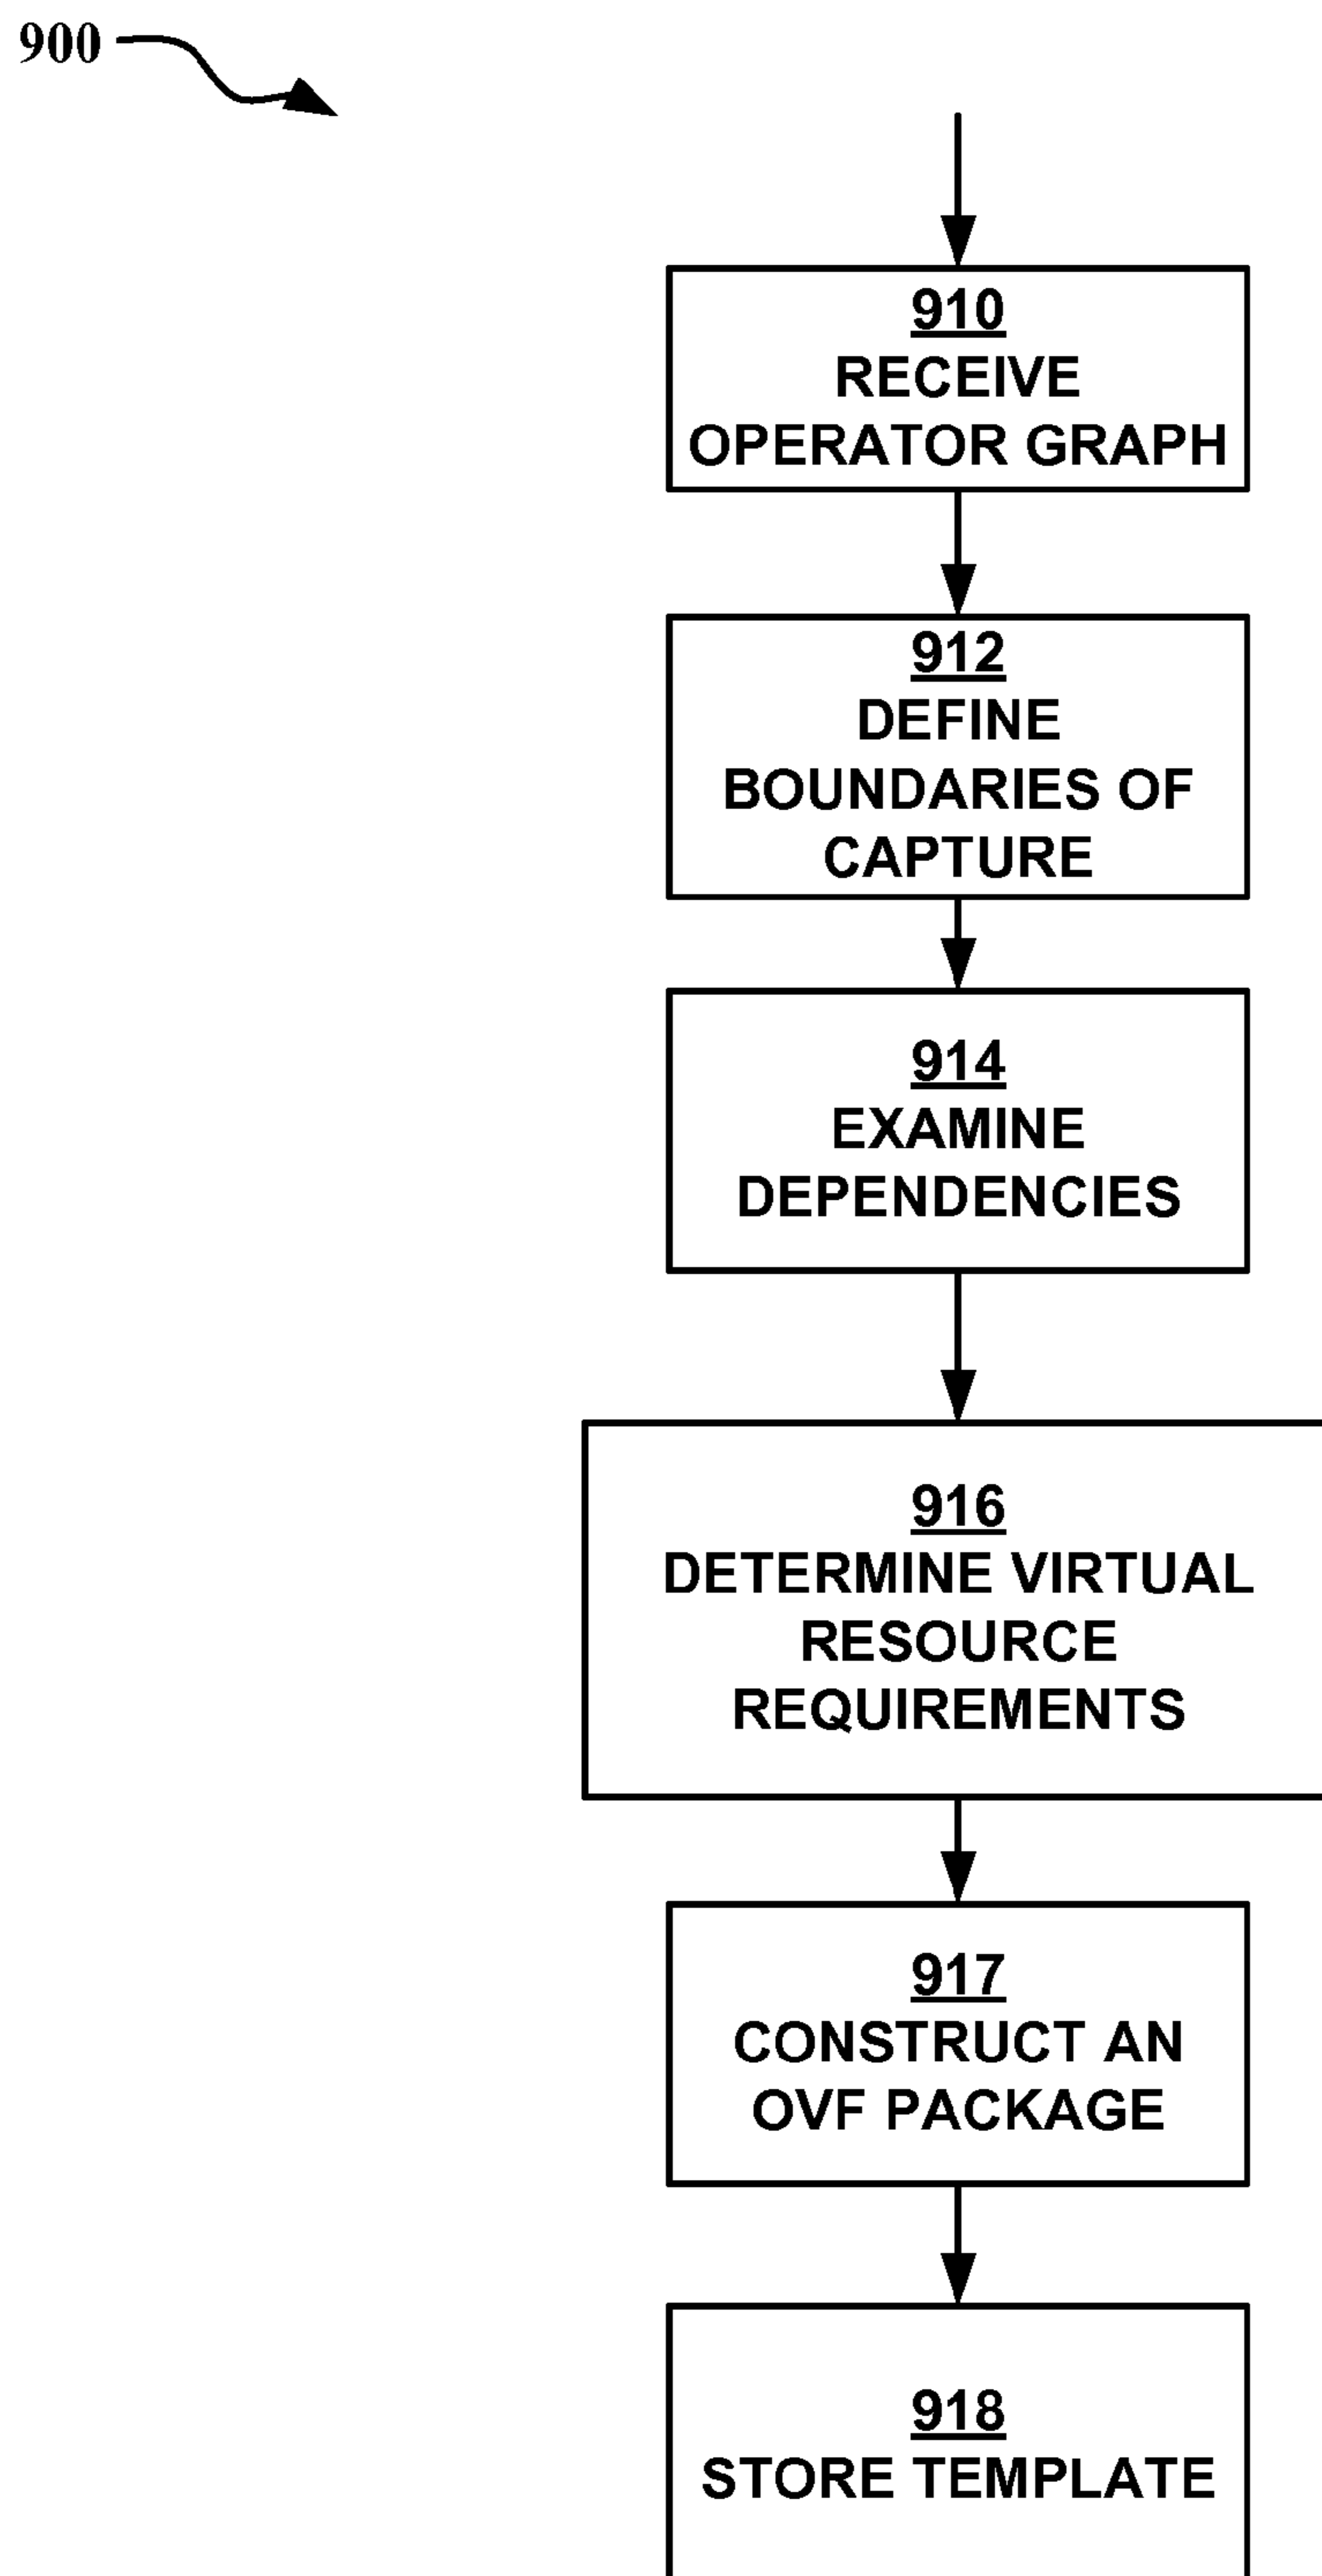 900
910
RECEIVE
OPERATOR GRAPH
912
DEFINE
BOUNDARIES OF
CAPTURE
914
EXAMINE
DEPENDENCIES
916
DETERMINE VIRTUAL
RESOURCE
REQUIREMENTS
917
CONSTRUCT AN
OVF PACKAGE
918
STORE TEMPLATE